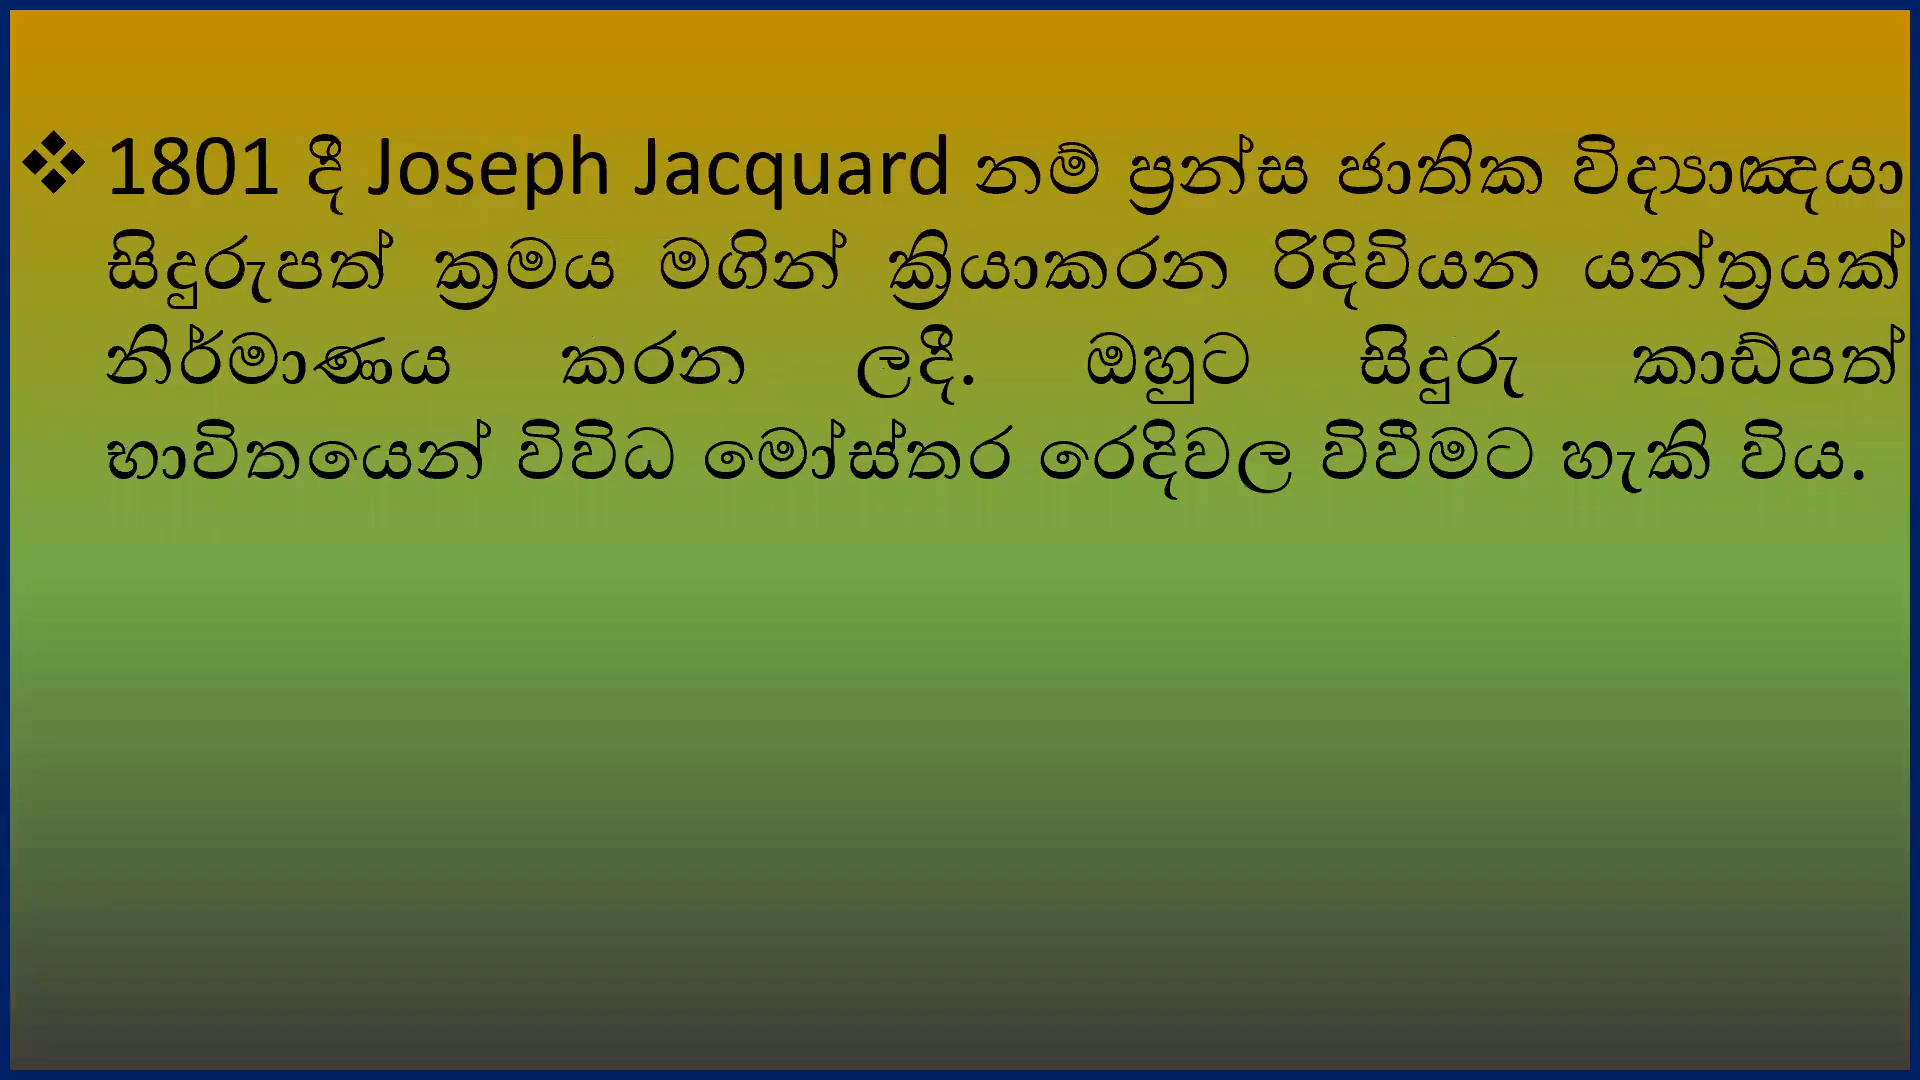 ❖ 1801 දී Joseph Jacquard නම් ප්‍රන්ස ජාතික විද්‍යාඤයා
සිදුරුපත් ක්‍රමය මගින් ක්‍රියාකරන රිදිවියන යන්ත්‍රයක්
නිර්මාණය කරන ලදී. ඔහුට සිදුරු කාඩ්පත්
භාවිතයෙන් විවිධ මෝස්තර රෙදිවල විවීමට හැකි විය.